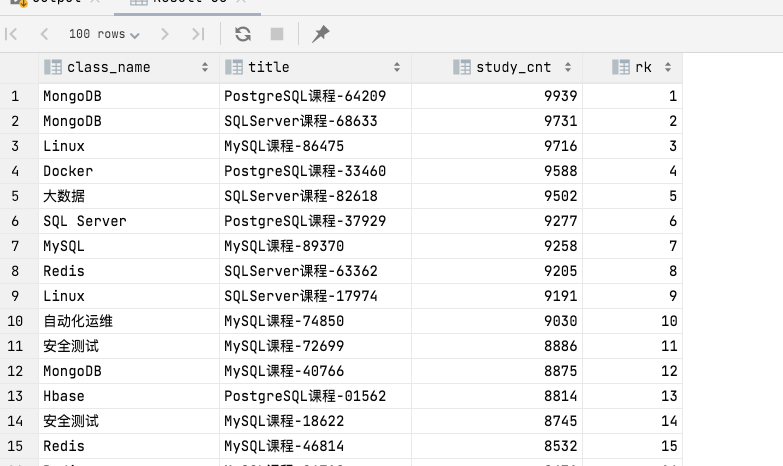 100 rows
class_name title study_cnt rk
1 MongoDB PostgreSQL课程-64209 9939 1
2 MongoDB SQLServer课程-68633 9731 2
3 Linux MySQL课程-86475 9716 3
4 Docker PostgreSQL课程-33460 9588 4
5 大数据 SQLServer课程-82618 9502 5
6 SQL Server PostgreSQL课程-37929 9277 6
7 MySQL MySQL课程-89370 9258 7
8 Redis SQLServer课程-63362 9205 8
9 Linux SQLServer课程-17974 9191 9
10 自动化运维 MySQL课程-74850 9030 10
11 安全测试 MySQL课程-72699 8886 11
12 MongoDB MySQL课程-40766 8875 12
13 Hbase PostgreSQL课程-01562 8814 13
14 安全测试 MySQL课程-18622 8745 14
15 Redis MySQL课程-46814 8532 15